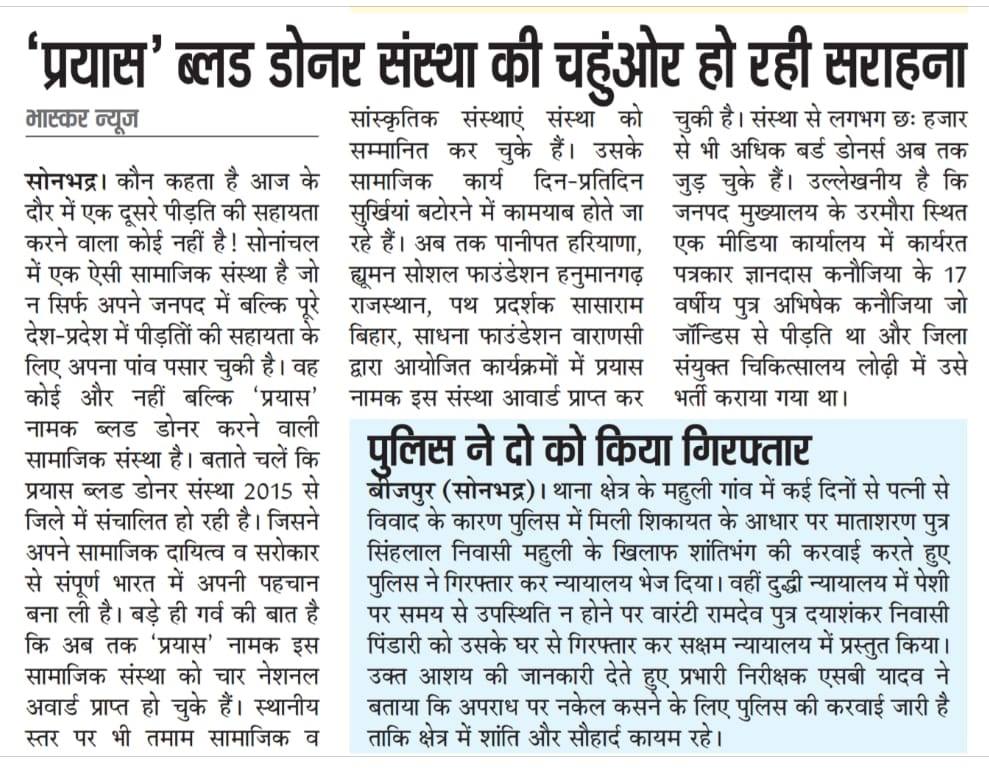 ‘प्रयास’ ब्लड डोनर संस्था की चहुंओर हो रही सराहना
भास्कर न्यूज
सोनभद्र। कौन कहता है आज के
दौर में एक दूसरे पीड़ति की सहायता
करने वाला कोई नहीं है! सोनांचल
में एक ऐसी सामाजिक संस्था है जो
न सिर्फ अपने जनपद में बल्कि पूरे
देश-प्रदेश में पीड़तिों की सहायता के
लिए अपना पांव पसार चुकी है। वह
कोई और नहीं बल्कि ‘प्रयास’
नामक ब्लड डोनर करने वाली
सामाजिक संस्था है। बताते चलें कि
प्रयास ब्लड डोनर संस्था 2015 से
जिले में संचालित हो रही है। जिसने
अपने सामाजिक दायित्व व सरोकार
से संपूर्ण भारत में अपनी पहचान
बना ली है। बड़े ही गर्व की बात है
कि अब तक ‘प्रयास’ नामक इस
सामाजिक संस्था को चार नेशनल
अवार्ड प्राप्त हो चुके हैं। स्थानीय
स्तर पर भी तमाम सामाजिक व
सांस्कृतिक संस्थाएं संस्था को
सम्मानित कर चुके हैं। उसके
सामाजिक कार्य दिन-प्रतिदिन
सुर्खियां बटोरने में कामयाब होते जा
रहे हैं। अब तक पानीपत हरियाणा,
ह्यूमन सोशल फाउंडेशन हनुमानगढ़
राजस्थान, पथ प्रदर्शक सासाराम
बिहार, साधना फाउंडेशन वाराणसी
द्वारा आयोजित कार्यक्रमों में प्रयास
नामक इस संस्था आवार्ड प्राप्त कर
चुकी है। संस्था से लगभग छः हजार
से भी अधिक बर्ड डोनर्स अब तक
जुड़ चुके हैं। उल्लेखनीय है कि
जनपद मुख्यालय के उरमौरा स्थित
एक मीडिया कार्यालय में कार्यरत
पत्रकार ज्ञानदास कनौजिया के 17
वर्षीय पुत्र अभिषेक कनौजिया जो
जॉन्डिस से पीड़ति था और जिला
संयुक्त चिकित्सालय लोढ़ी में उसे
भर्ती कराया गया था।
पुलिस ने दो को किया गिरफ्तार
बीजपुर (सोनभद्र)। थाना क्षेत्र के महुली गांव में कई दिनों से पत्नी से
विवाद के कारण पुलिस में मिली शिकायत के आधार पर माताशरण पुत्र
सिंहलाल निवासी महुली के खिलाफ शांतिभंग की करवाई करते हुए
पुलिस ने गिरफ्तार कर न्यायालय भेज दिया। वहीं दुद्धी न्यायालय में पेशी
पर समय से उपस्थिति न होने पर वारंटी रामदेव पुत्र दयाशंकर निवासी
पिंडारी को उसके घर से गिरफ्तार कर सक्षम न्यायालय में प्रस्तुत किया।
उक्त आशय की जानकारी देते हुए प्रभारी निरीक्षक एसबी यादव ने
बताया कि अपराध पर नकेल कसने के लिए पुलिस की करवाई जारी है
ताकि क्षेत्र में शांति और सौहार्द कायम रहे।